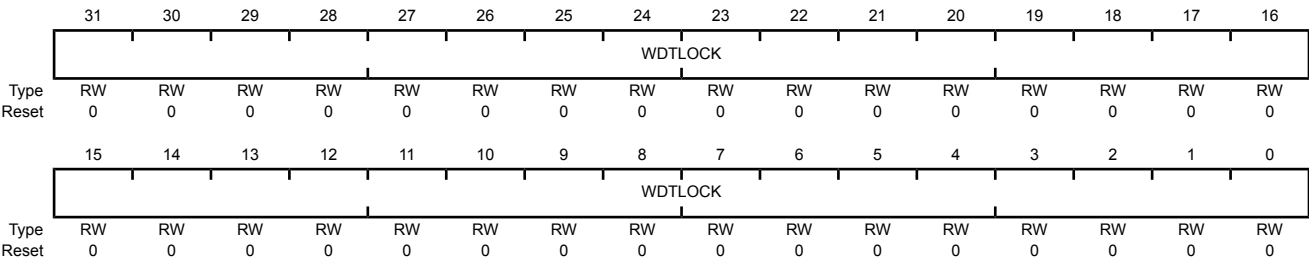 31 30 29 28 27 26 25 24 23 22 21 20 19 18 17 16
WDTLOCK
Type RW RW RW RW RW RW RW RW RW RW RW RW RW RW RW RW
Reset 0 0 0 0 0 0 0 0 0 0 0 0 0 0 0 0
15 14 13 12 11 10 9 8 7 6 5 4 3 2 1 0
WDTLOCK
Type RW RW RW RW RW RW RW RW RW RW RW RW RW RW RW RW
Reset 0 0 0 0 0 0 0 0 0 0 0 0 0 0 0 0